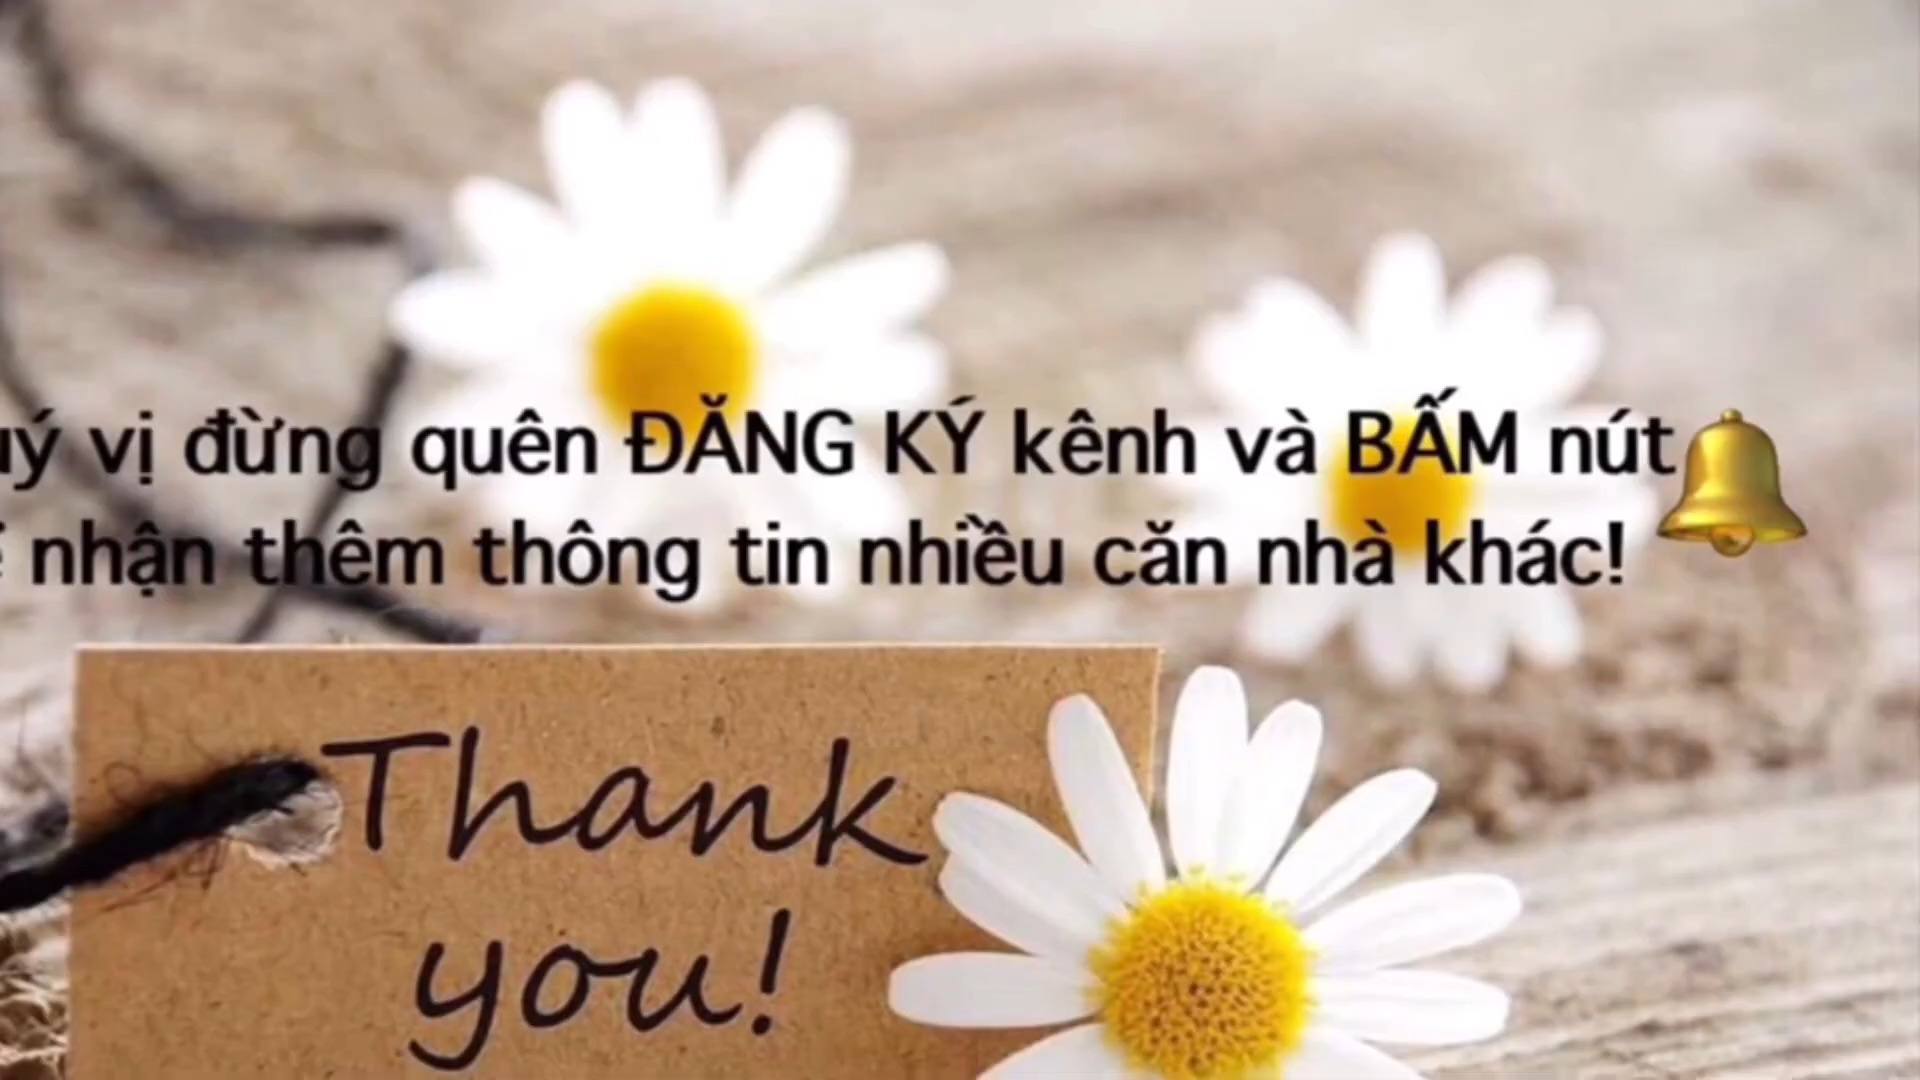 vị đừng quên ĐĂNG KÝ kênh và BẤM nút
nhận thêm thông tin nhiều căn nhà khác!
Thank
you!